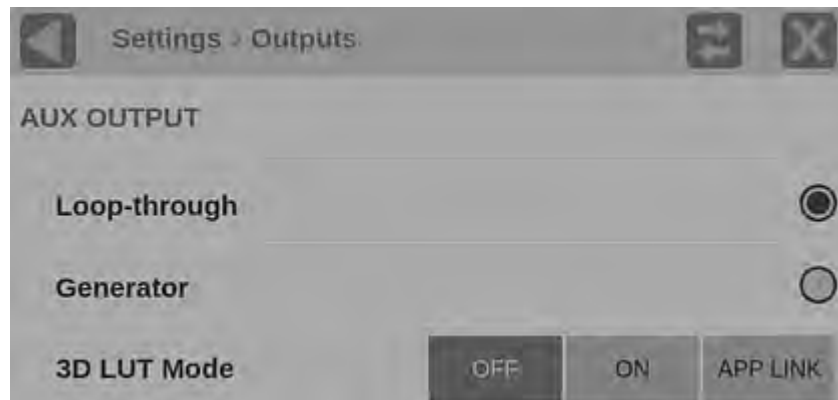 Settings › Outputs
AUX OUTPUT
Loop-through
Generator
3D LUT Mode OFF ON APP LINK